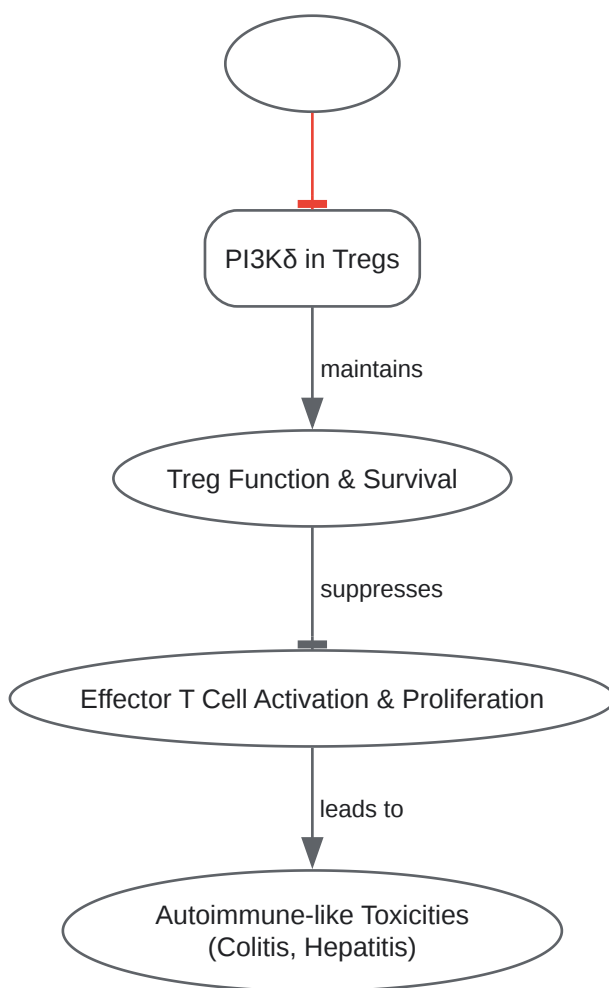 PI3Kδ in Tregs
maintains
Treg Function & Survival
suppresses
Effector T Cell Activation & Proliferation
leads to
Autoimmune-like Toxicities
(Colitis, Hepatitis)